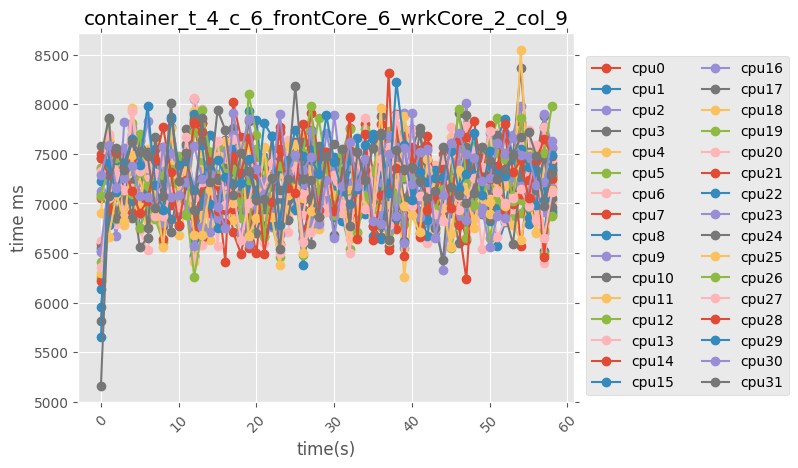 container_t_4_c_6_frontCore_6_wrkCore_2_col_9
time ms
8500
8000
7500
7000
6500
6000
5500
5000
0
10
20
30
40
50
60
time(s)
cpu0
cpu1
cpu2
cpu3
cpu4
cpu5
cpu6
cpu7
cpu8
cpu9
cpu10
cpu11
cpu12
cpu13
cpu14
cpu15
cpu16
cpu17
cpu18
cpu19
cpu20
cpu21
cpu22
cpu23
cpu24
cpu25
cpu26
cpu27
cpu28
cpu29
cpu30
cpu31